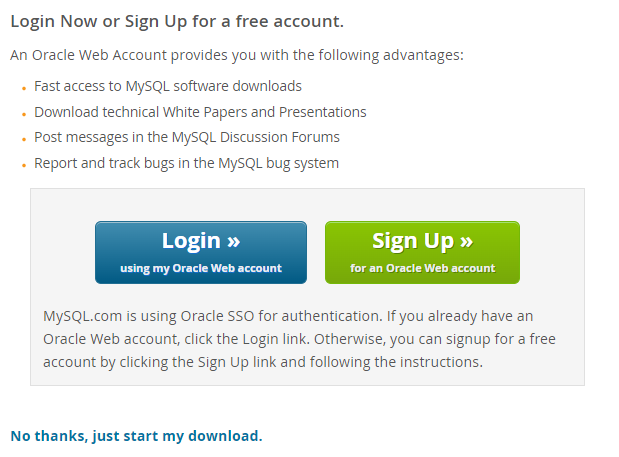 Login Now or Sign Up for a free account.
An Oracle Web Account provides you with the following advantages:
• Fast access to MySQL software downloads
• Download technical White Papers and Presentations
• Post messages in the MySQL Discussion Forums
• Report and track bugs in the MySQL bug system
Login »
using my Oracle Web account
Sign Up »
for an Oracle Web account
MySQL.com is using Oracle SSO for authentication. If you already have an
Oracle Web account, click the Login link. Otherwise, you can signup for a free
account by clicking the Sign Up link and following the instructions.
No thanks, just start my download.